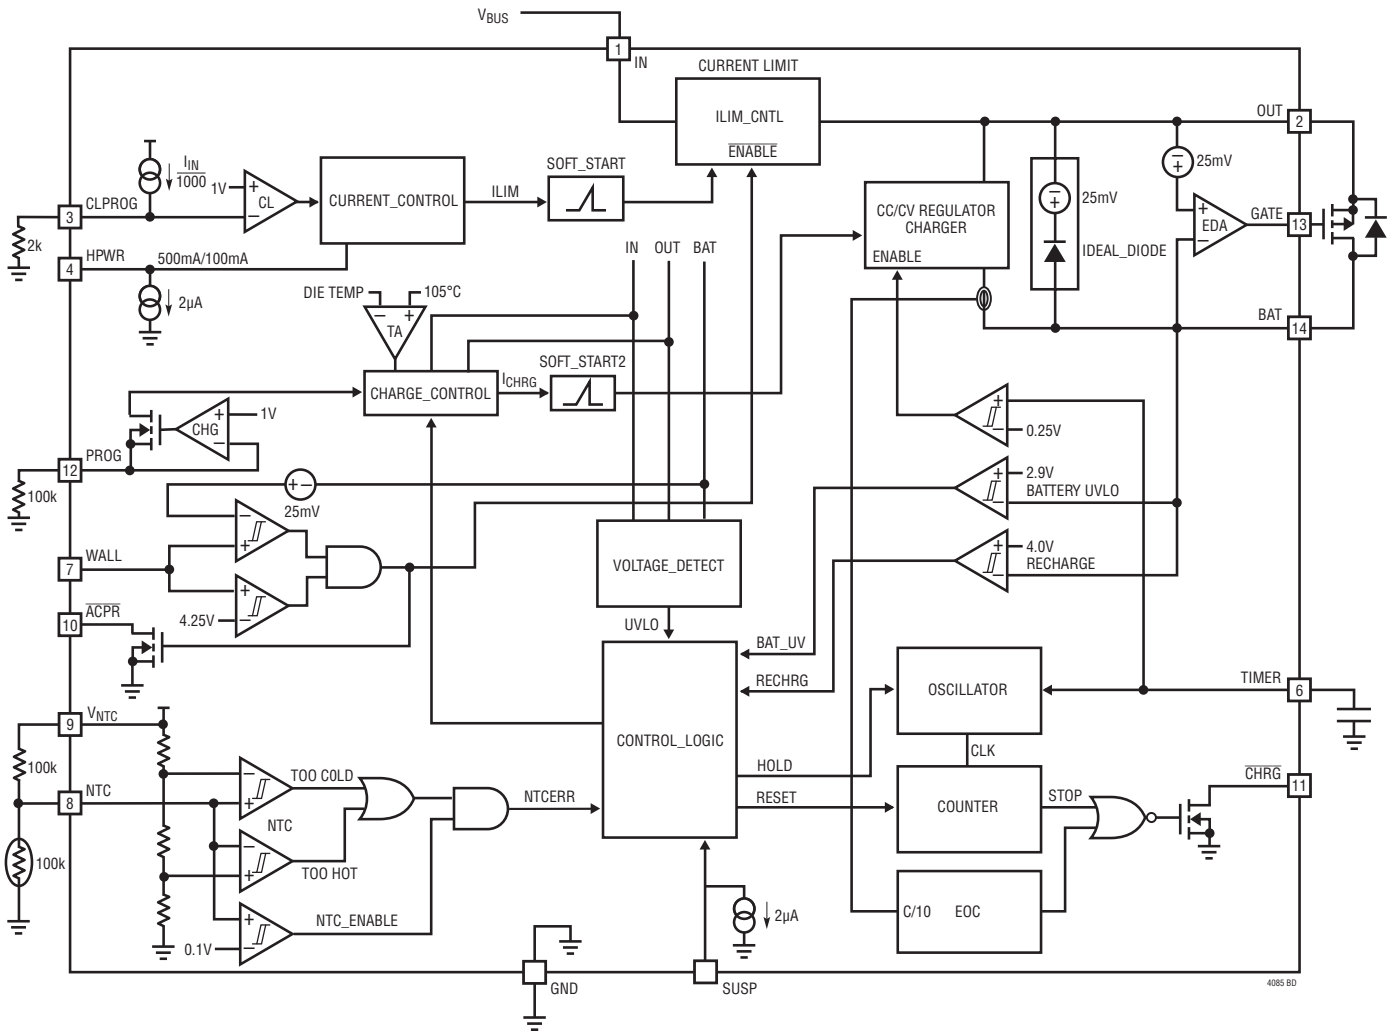 VBUS
1
IN
CURRENT LIMIT
ILIM_CNTL
ENABLE
OUT
2
IIN
1000
1V
+
CL
−
CURRENT_CONTROL
ILIM
SOFT_START
25mV
CC/CV REGULATOR
CHARGER
ENABLE
25mV
IDEAL_DIODE
+
EDA
−
GATE
13
3
CLPROG
2k
4
HPWR
500mA/100mA
2µA
IN
OUT
BAT
DIE TEMP
105°C
−
+
TA
BAT
14
CHARGE_CONTROL
ICHRG
SOFT_START2
+
1V
CHG
−
12
PROG
100k
+
−
0.25V
+
2.9V
BATTERY UVLO
−
+
4.0V
RECHARGE
−
+ −
25mV
−
+
7
WALL
+
4.25V
−
10
ACPR
VOLTAGE_DETECT
UVLO
BAT_UV
RECHRG
CONTROL_LOGIC
HOLD
RESET
OSCILLATOR
CLK
COUNTER
STOP
C/10
EOC
TIMER
6
CHRG
11
9
VNTC
100k
8
NTC
100k
−
+
TOO COLD
NTC
−
+
TOO HOT
+
0.1V
−
NTC_ENABLE
NTCERR
2µA
GND
SUSP
4085 BD